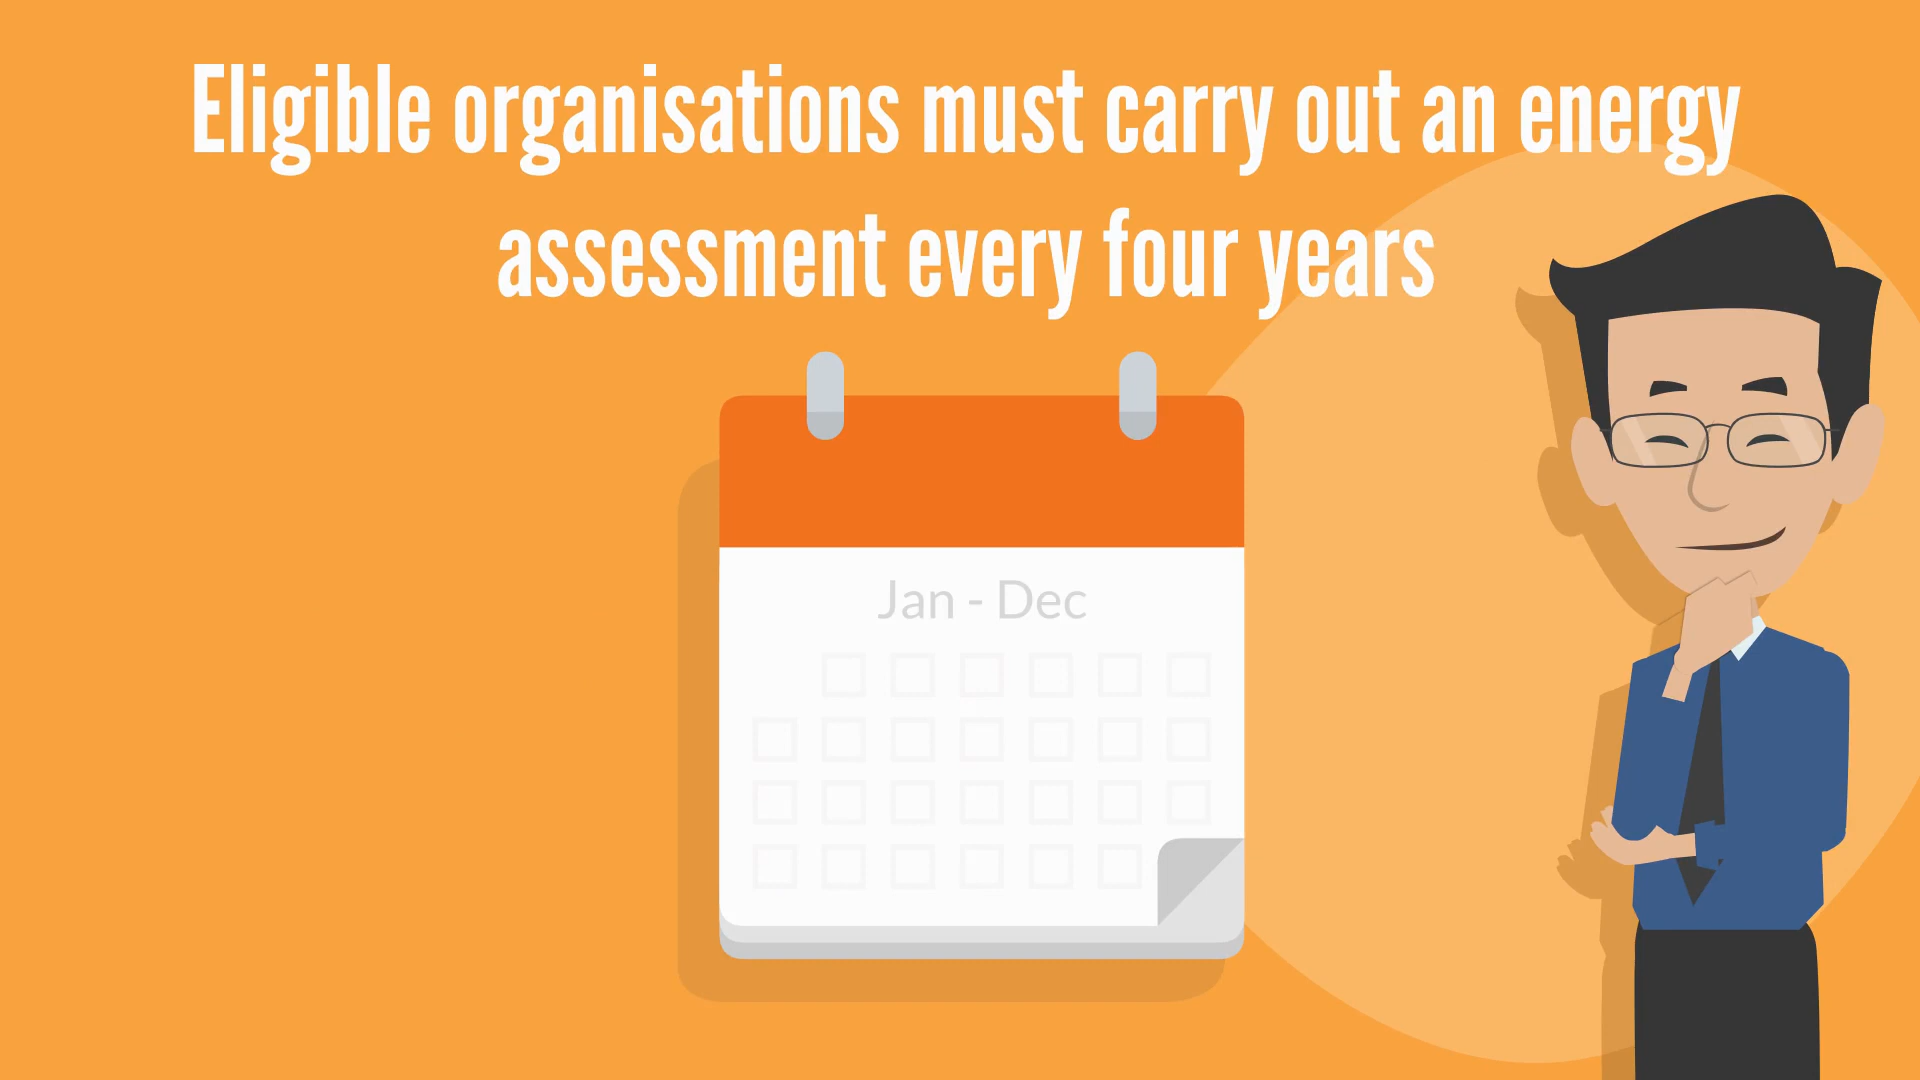 Eligible organisations must carry out an energy
assessment every four years
Jan - Dec